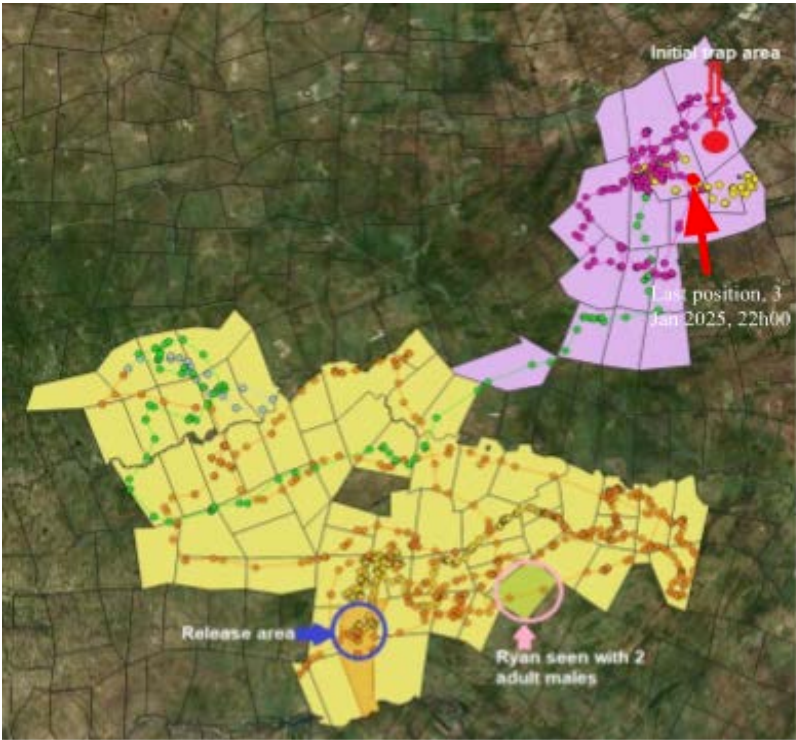 Initial trap area
Last position, 3
Jan 2025, 22h00
Release area
Ryan seen with 2
adult males